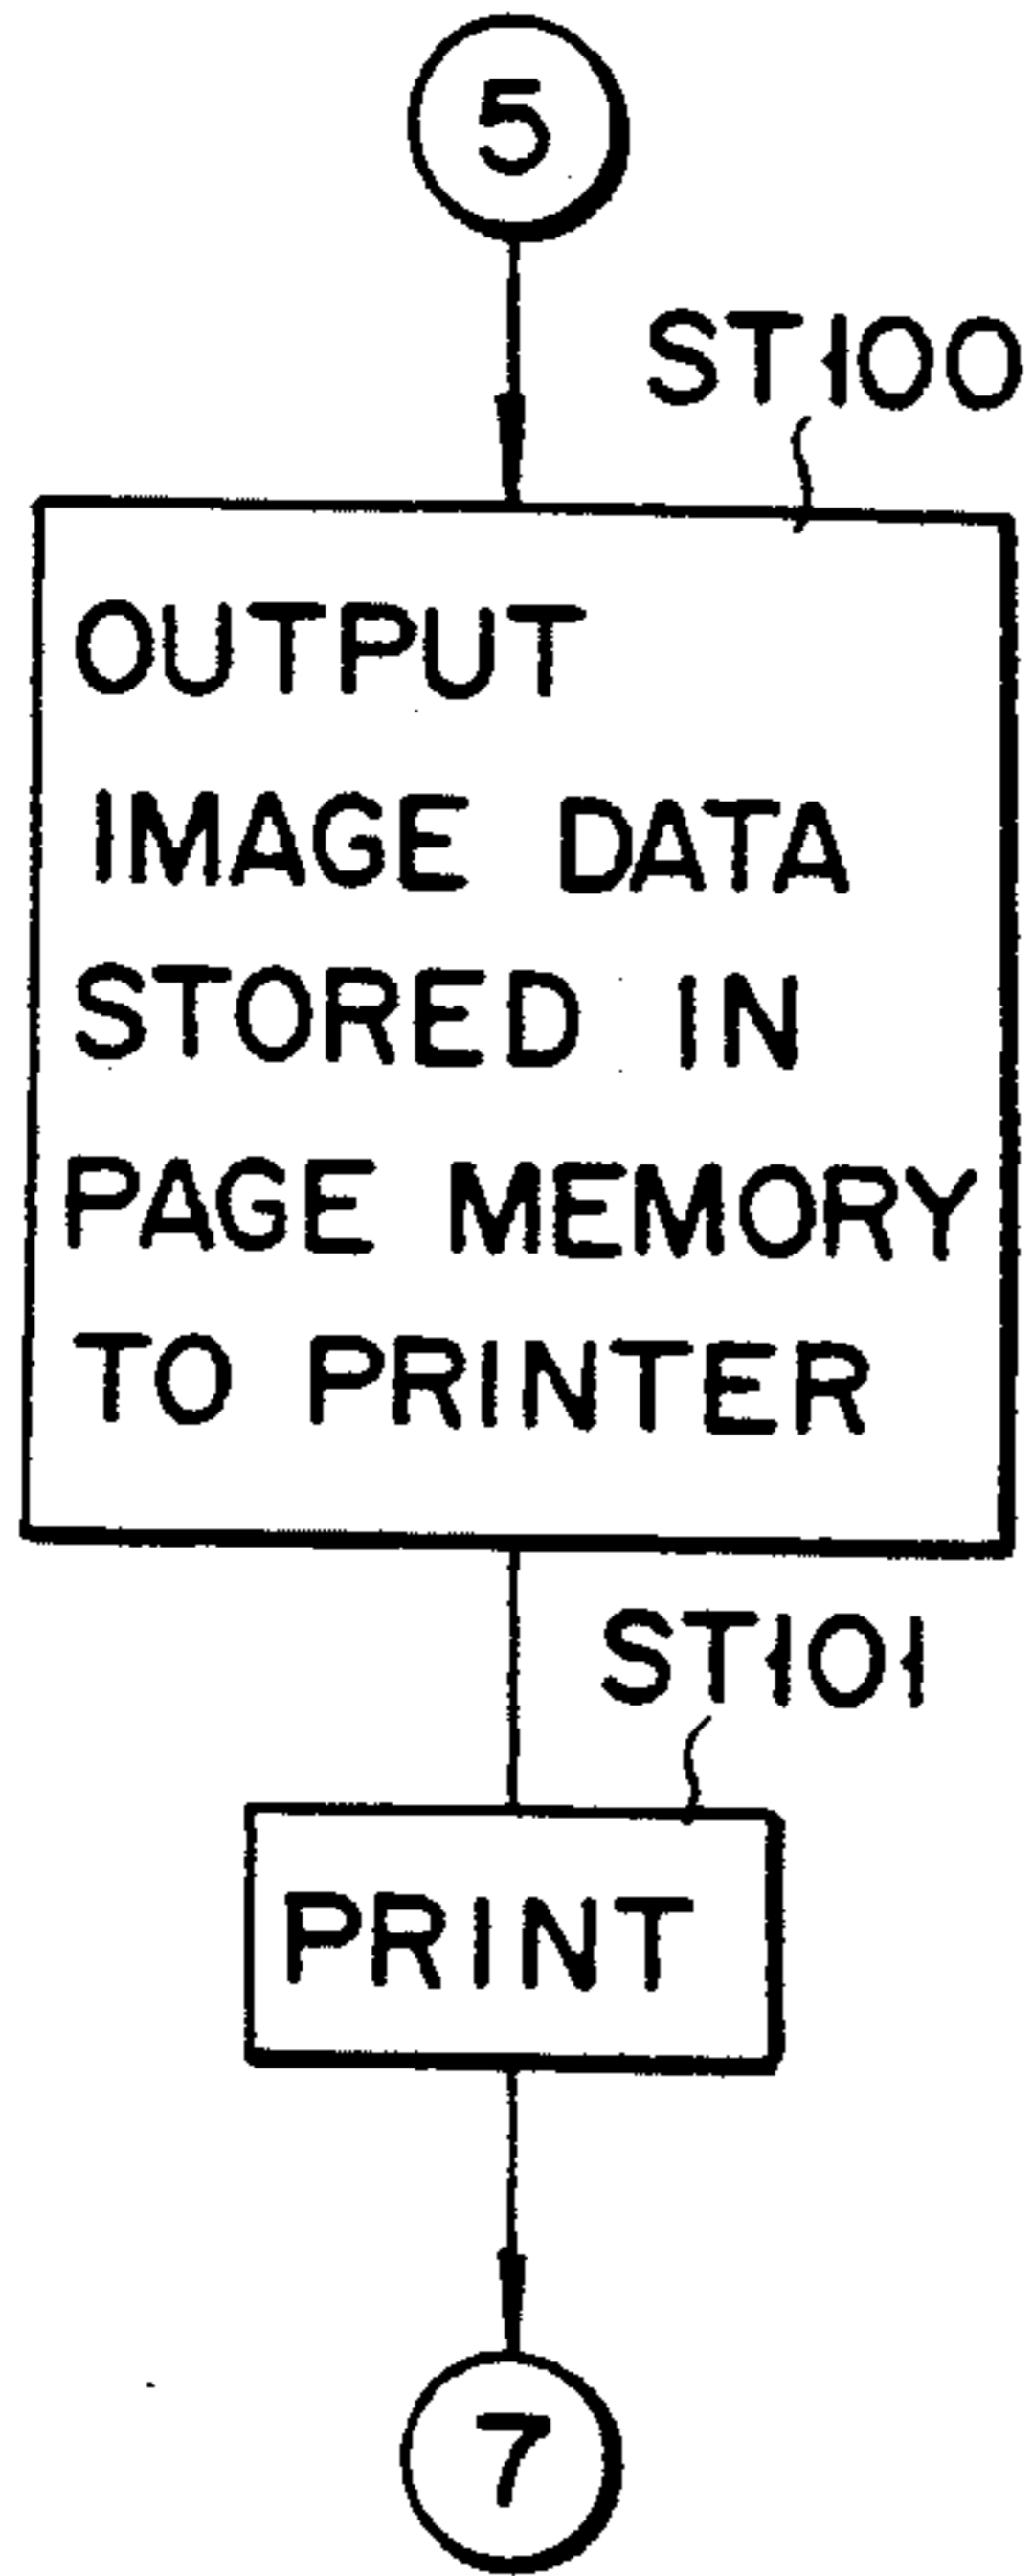 5
ST100
OUTPUT
IMAGE DATA
STORED IN
PAGE MEMORY
TO PRINTER
ST101
PRINT
7